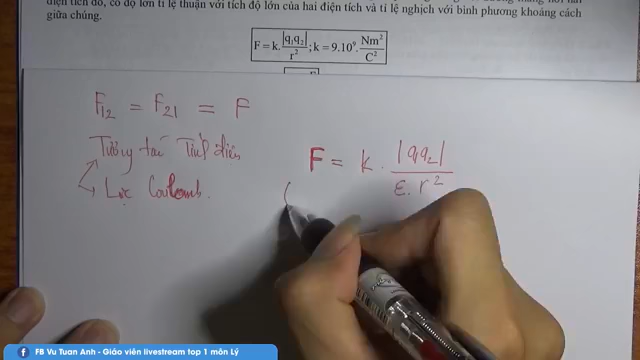 điện tích đó, có độ lớn tỉ lệ thuận với tích độ lớn của hai điện tích và tỉ lệ nghịch với bình phương khoảng cách
giữa chúng.
F = k. |q₁q₂| / r² ; k = 9.10⁹. Nm² / C²
F₁₂ = F₂₁ = F
Tương tác Tĩnh điện
Lực Coulomb.
F = k . |q₁q₂| / ε. r²
FB Vu Tuan Anh - Giáo viên livestream top 1 môn Lý